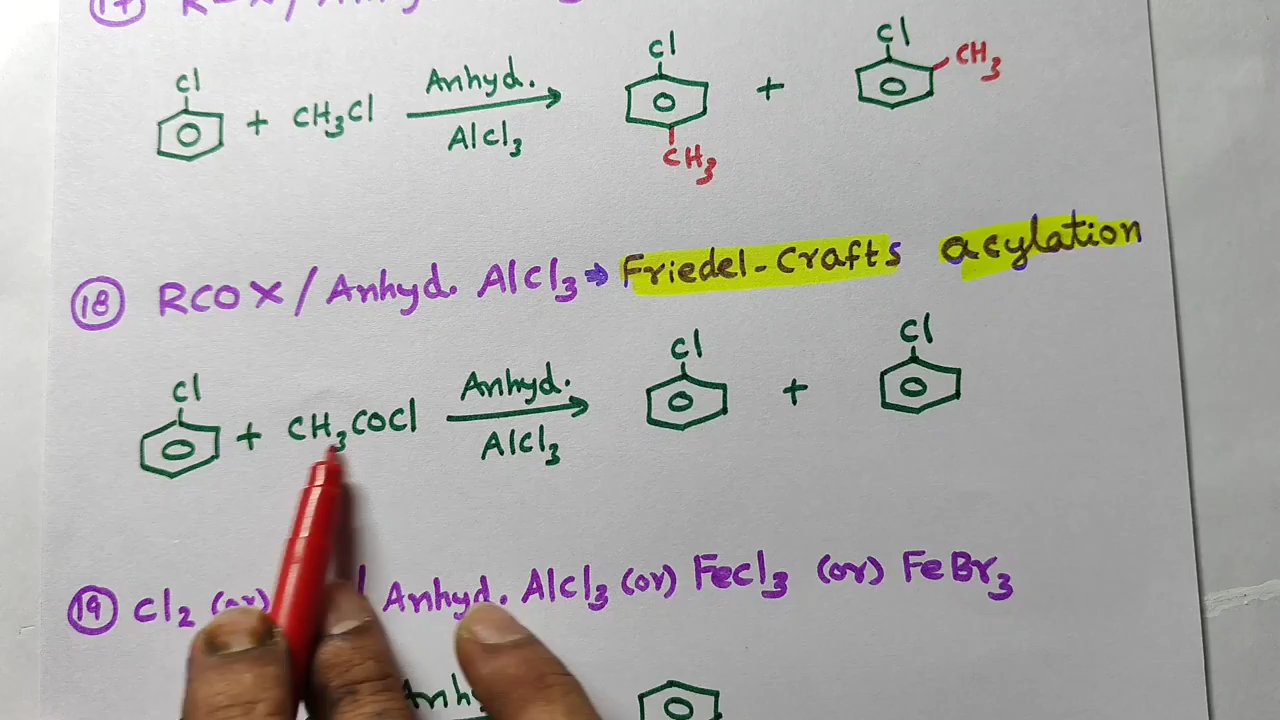 Cl Cl Cl CH3
+ CH3Cl Anhyd. AlCl3 +
CH3
18 RCOX / Anhyd. AlCl3 → Friedel-Crafts acylation
Cl Cl Cl
+ CH3COCl Anhyd. AlCl3 +
19 Cl2 (or) Anhyd. AlCl3 (or) FeCl3 (or) FeBr3